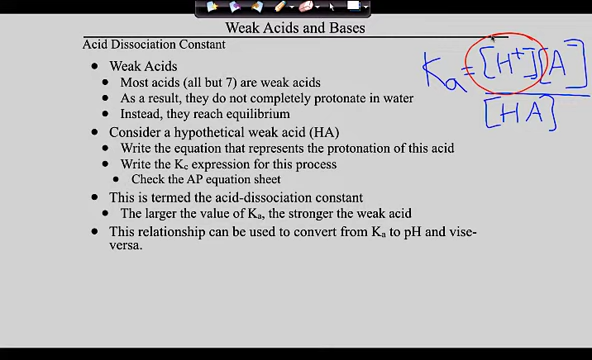 Weak Acids and Bases
Acid Dissociation Constant
Weak Acids
Most acids (all but 7) are weak acids
As a result, they do not completely protonate in water
Instead, they reach equilibrium
Consider a hypothetical weak acid (HA)
Write the equation that represents the protonation of this acid
Write the Kc expression for this process
Check the AP equation sheet
This is termed the acid-dissociation constant
The larger the value of Ka, the stronger the weak acid
This relationship can be used to convert from Ka to pH and vise-
versa.
Ka = [H⁺][A⁻]
[HA]